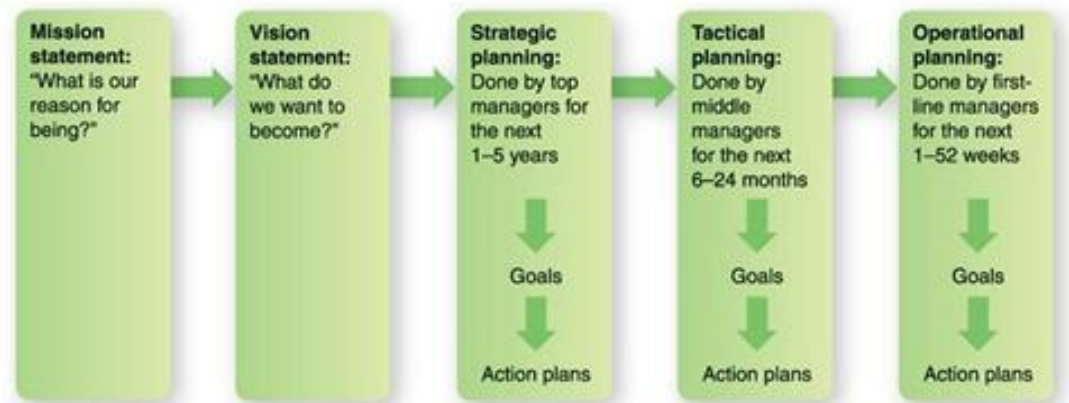 Mission
statement:
“What is our
reason for
being?”
Vision
statement:
“What do
we want to
become?”
Strategic
planning:
Done by top
managers for
the next
1–5 years
Goals
Action plans
Tactical
planning:
Done by
middle
managers
for the next
6–24 months
Goals
Action plans
Operational
planning:
Done by first-
line managers
for the next
1–52 weeks
Goals
Action plans